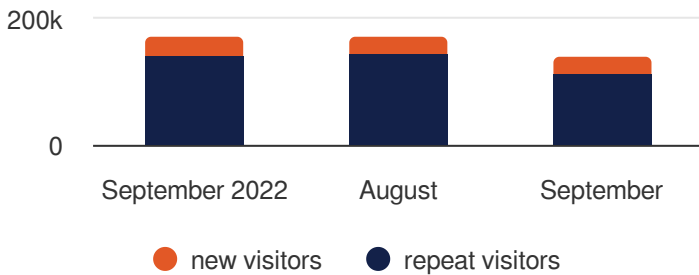 200k
0
September 2022
August
September
new visitors
repeat visitors